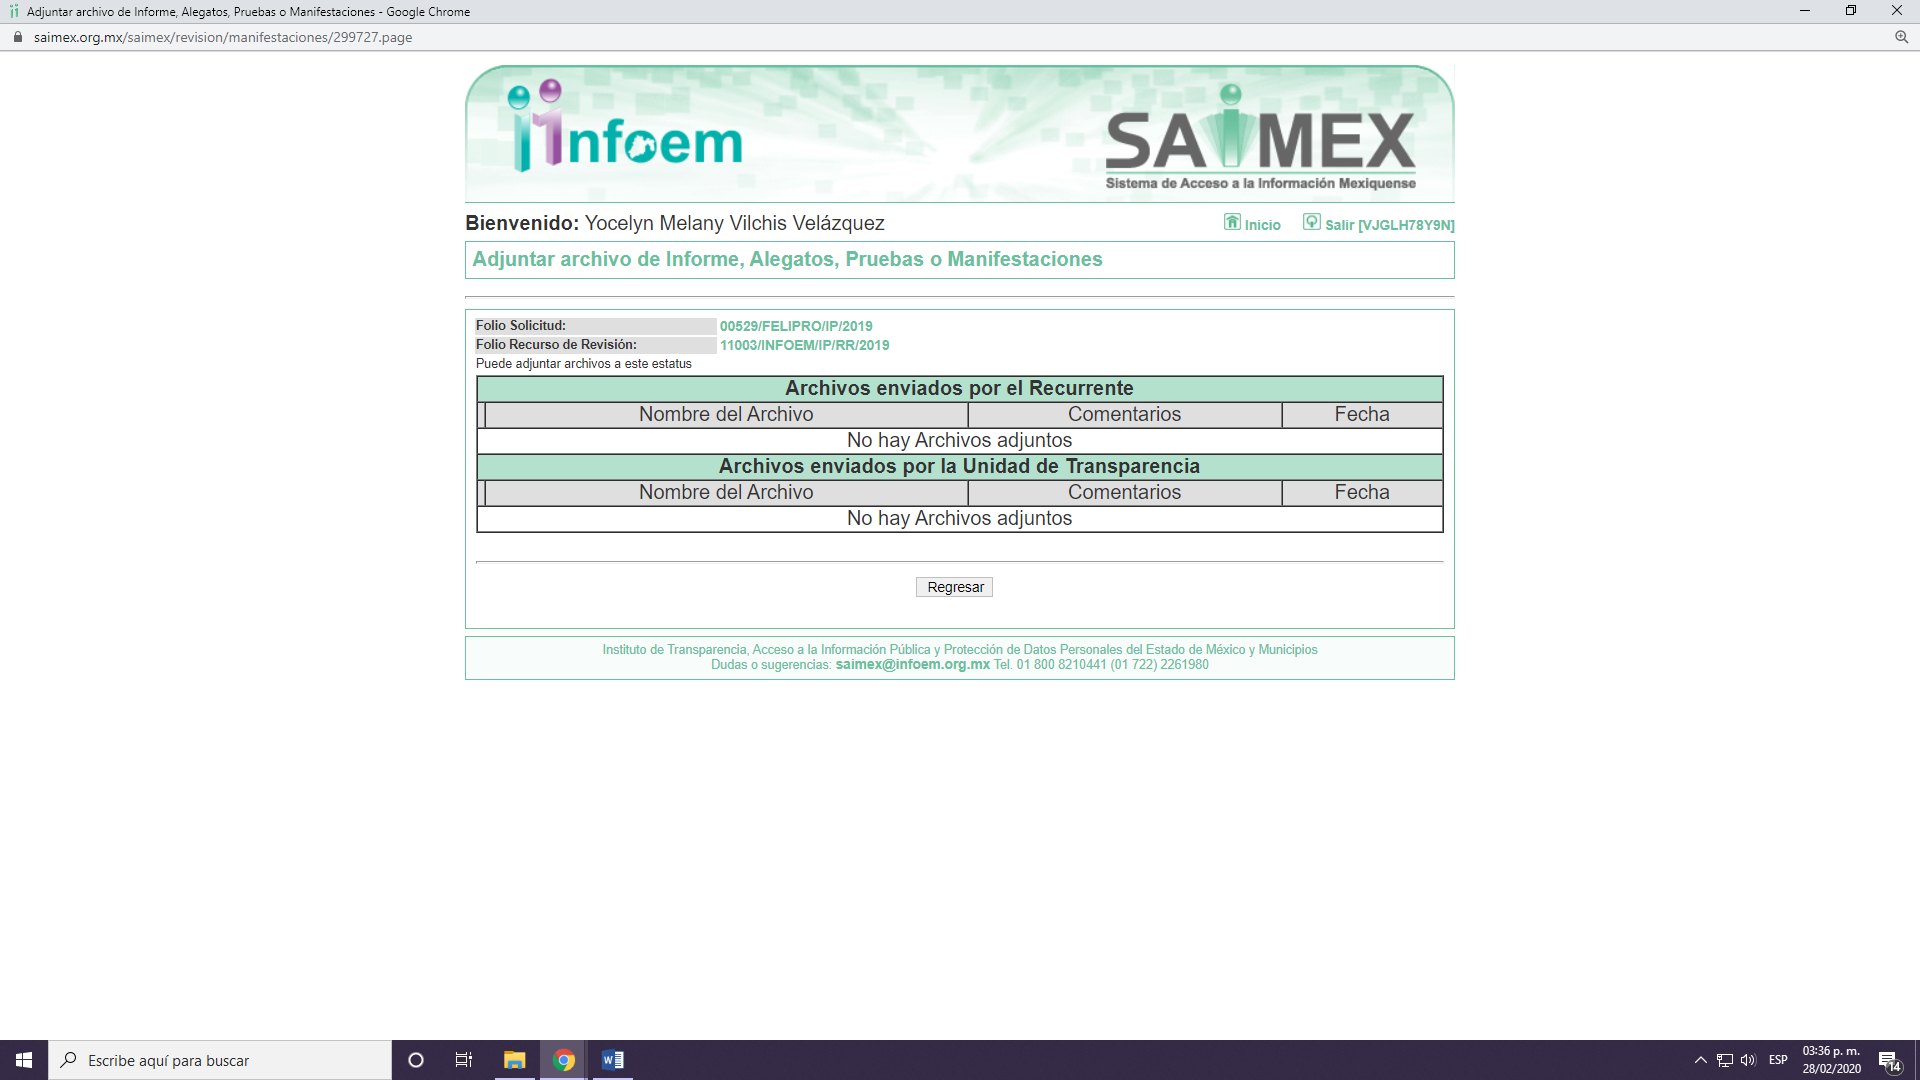 Adjuntar archivo de Informe, Alegatos, Pruebas o Manifestaciones - Google Chrome
saimex.org.mx/saimex/revision/manifestaciones/299727.page
infoem
SAIMEX
Sistema de Acceso a la Información Mexiquense
Bienvenido: Yocelyn Melany Vilchis Velázquez
Inicio
Salir [VJGLH78Y9N]
Adjuntar archivo de Informe, Alegatos, Pruebas o Manifestaciones
Folio Solicitud: 00529/FELIPRO/IP/2019
Folio Recurso de Revisión: 11003/INFOEM/IP/RR/2019
Puede adjuntar archivos a este estatus
Archivos enviados por el Recurrente
Nombre del Archivo Comentarios Fecha
No hay Archivos adjuntos
Archivos enviados por la Unidad de Transparencia
Nombre del Archivo Comentarios Fecha
No hay Archivos adjuntos
Regresar
Instituto de Transparencia, Acceso a la Información Pública y Protección de Datos Personales del Estado de México y Municipios
Dudas o sugerencias: saimex@infoem.org.mx Tel. 01 800 8210441 (01 722) 2261980
Escribe aquí para buscar
ESP
03:36 p. m.
28/02/2020
14